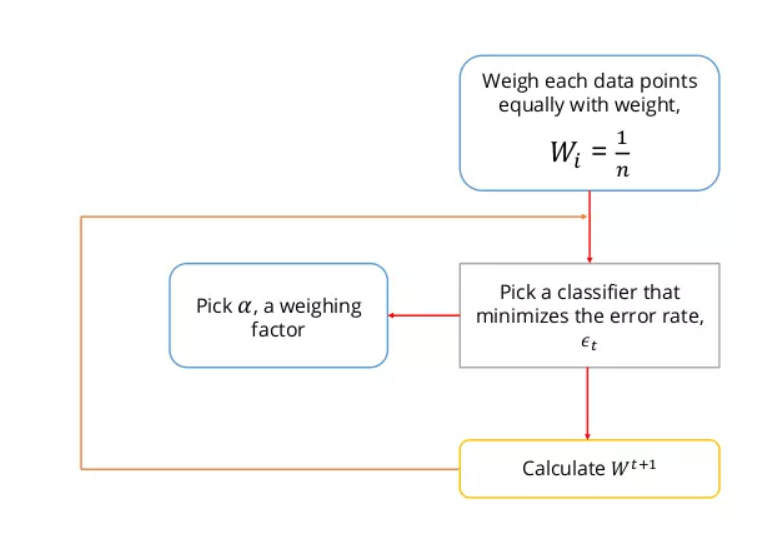 Weigh each data points
equally with weight,
W_i = 1/n
Pick α, a weighing
factor
Pick a classifier that
minimizes the error rate,
ϵ_t
Calculate W^{t+1}